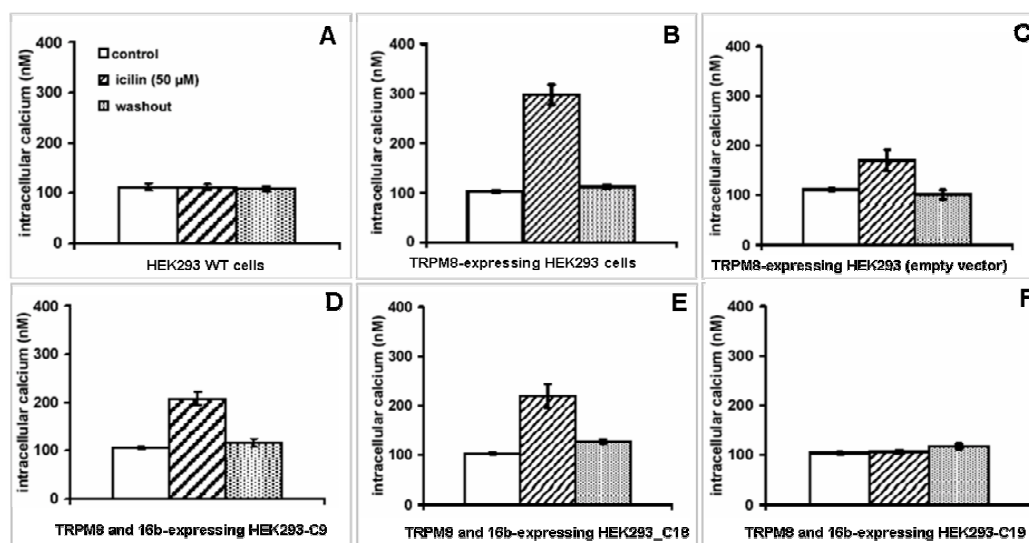 A
intracellular calcium (nM)
400
300
200
100
0
control
icilin (50 µM)
washout
HEK293 WT cells
B
intracellular calcium (nM)
400
300
200
100
0
TRPM8-expressing HEK293 cells
C
intracellular calcium (nM)
400
300
200
100
0
TRPM8-expressing HEK293 (empty vector)
D
intracellular calcium (nM)
400
300
200
100
0
TRPM8 and 16b-expressing HEK293-C9
E
intracellular calcium (nM)
400
300
200
100
0
TRPM8 and 16b-expressing HEK293_C18
F
intracellular calcium (nM)
400
300
200
100
0
TRPM8 and 16b-expressing HEK293-C19